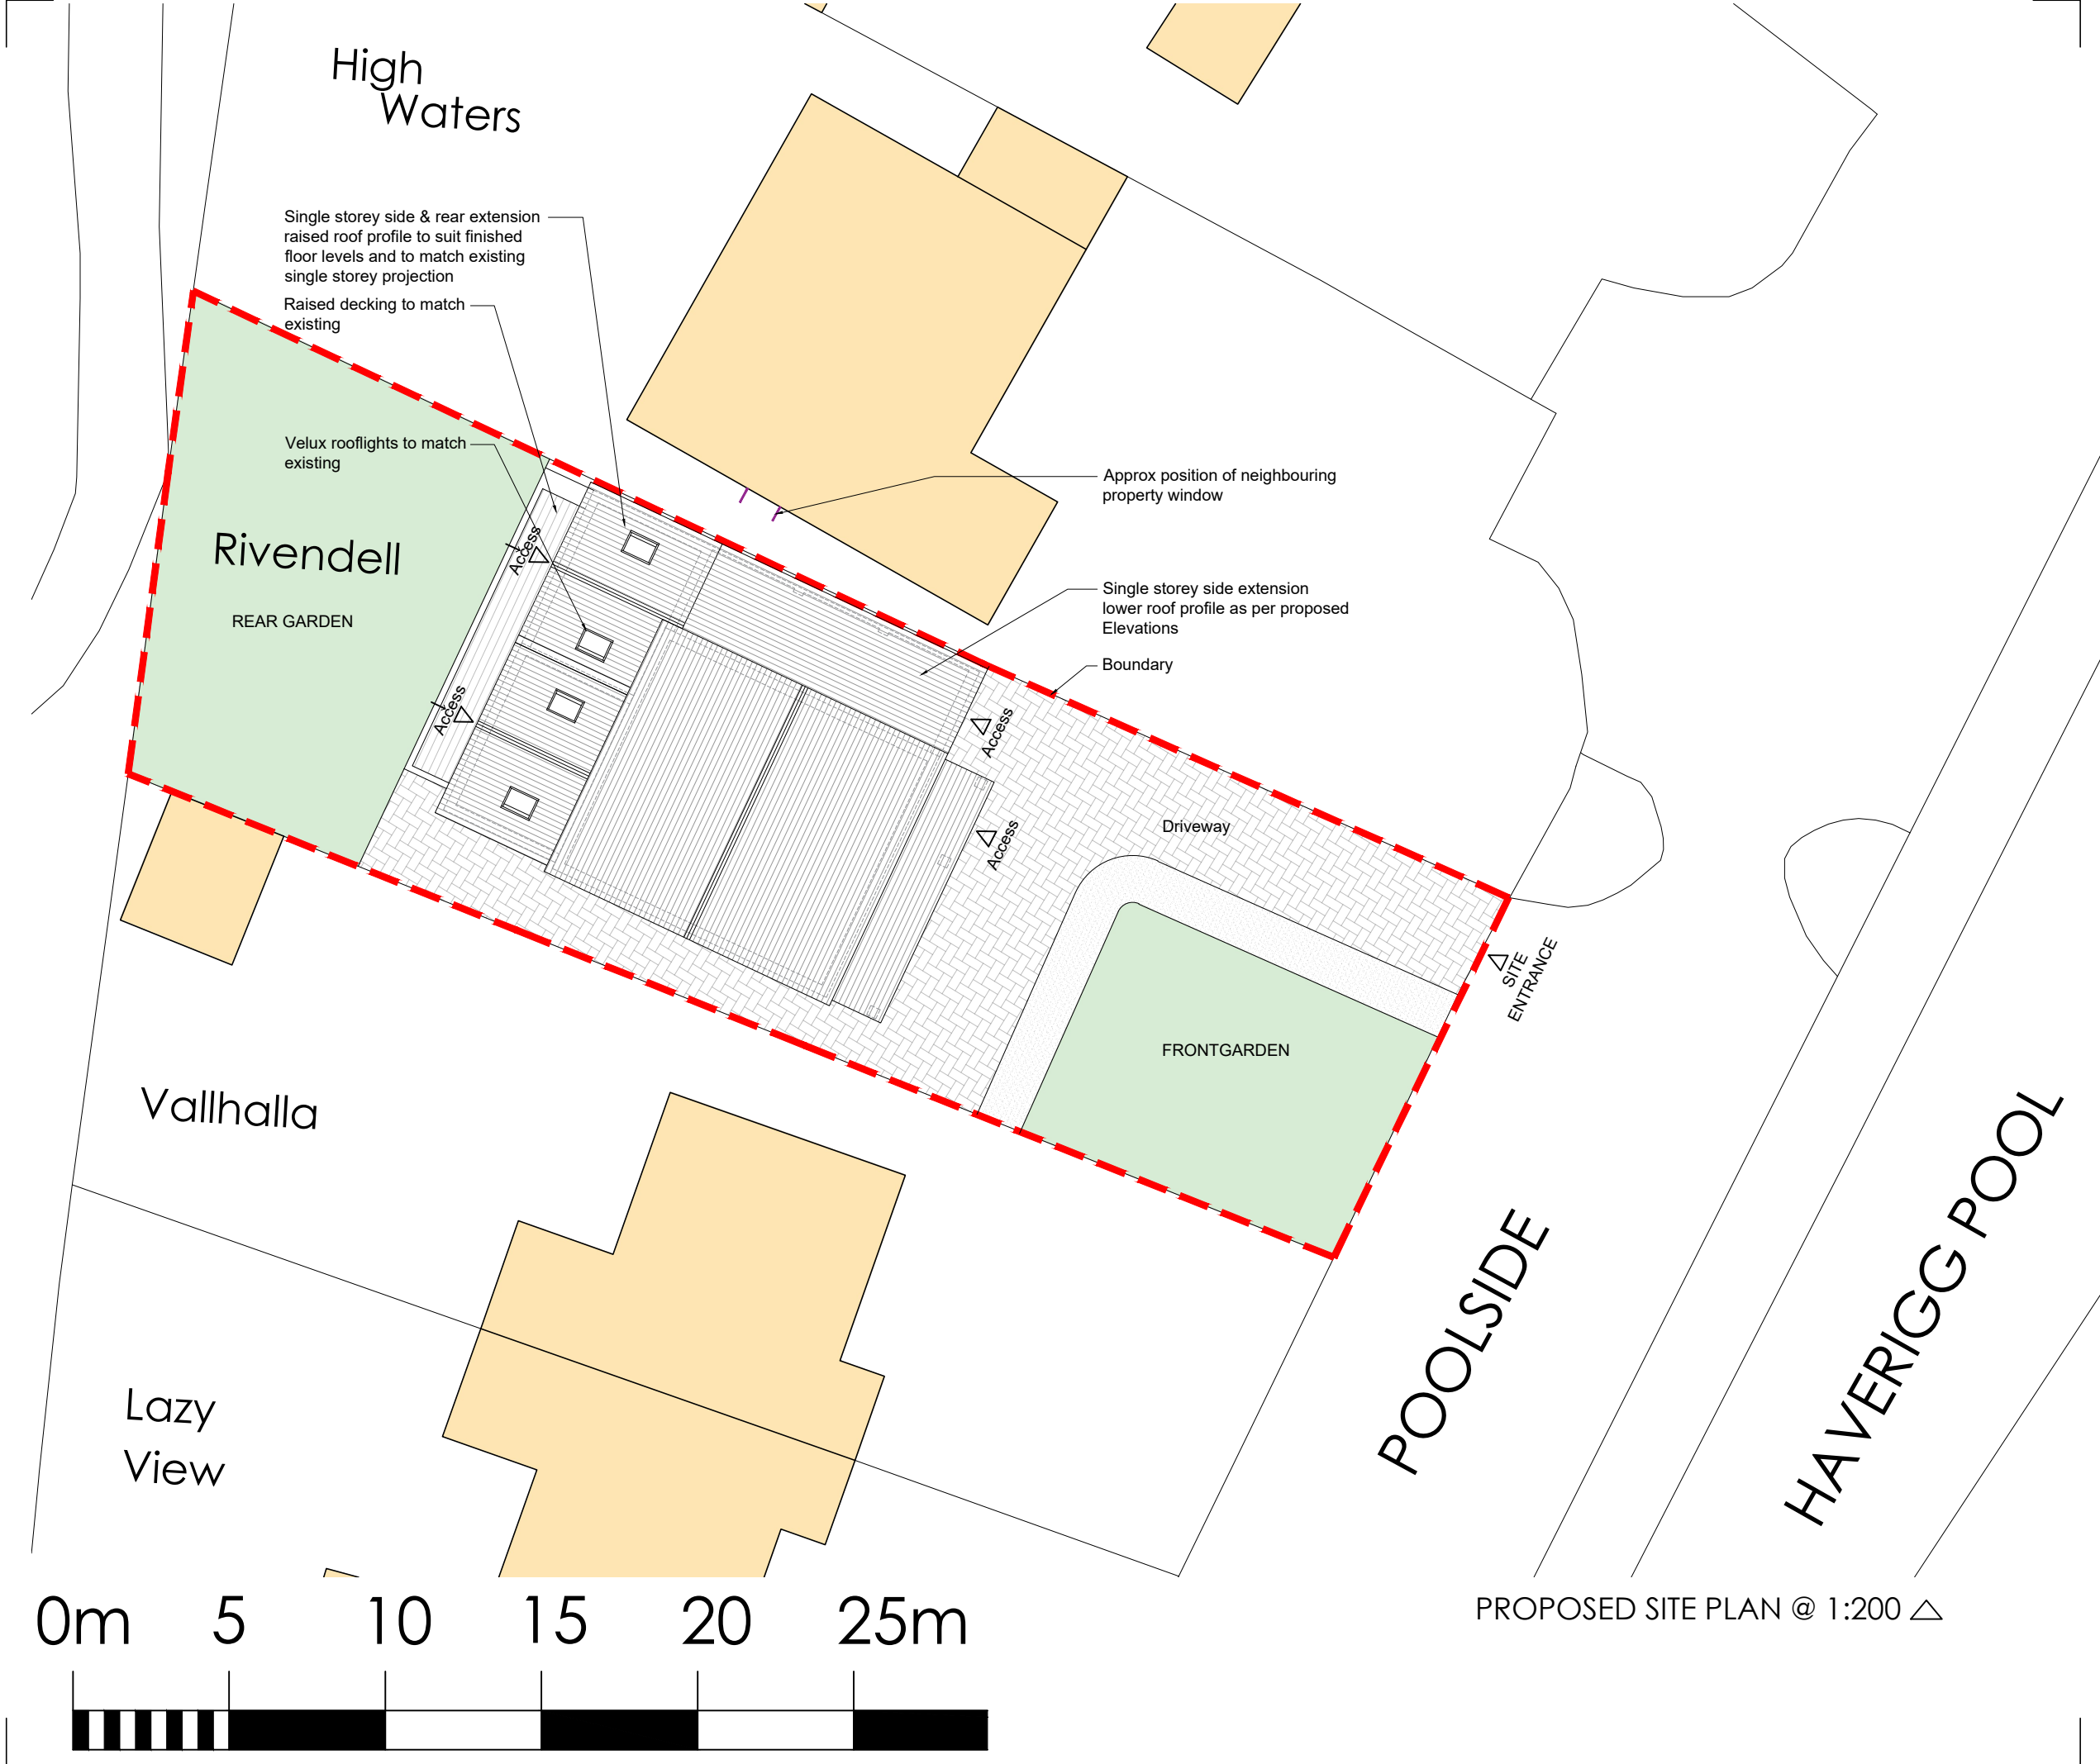 High
Waters
Single storey side & rear extension
raised roof profile to suit finished
floor levels and to match existing
single storey projection
Raised decking to match
existing
Velux rooflights to match
existing
Approx position of neighbouring
property window
Rivendell
REAR GARDEN
Access
Access
Single storey side extension
lower roof profile as per proposed
Elevations
Boundary
Access
Access
Driveway
SITE
ENTRANCE
FRONTGARDEN
Vallhalla
Lazy
View
POOLSIDE
HAVERIGG POOL
0m 5 10 15 20 25m
PROPOSED SITE PLAN @ 1:200